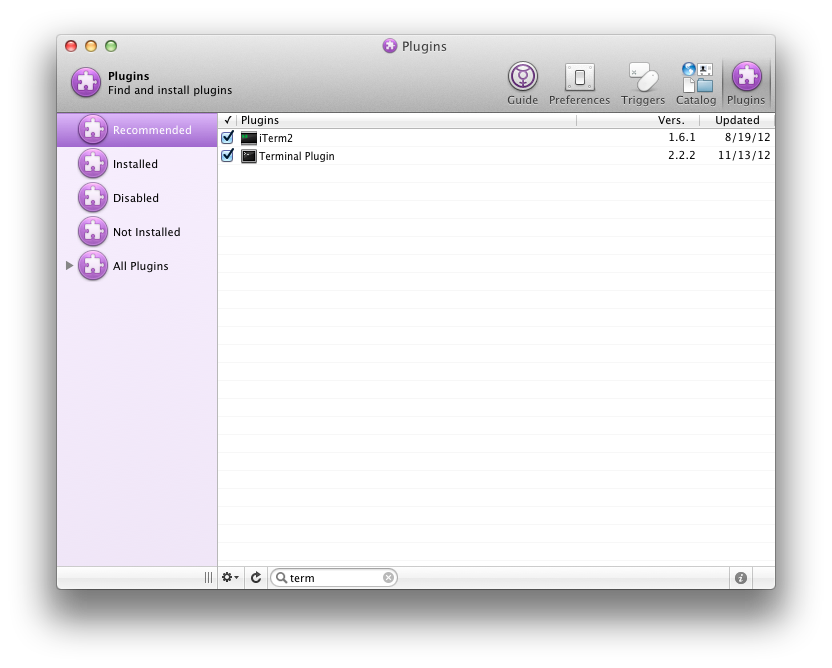 Plugins
Plugins
Find and install plugins
Guide
Preferences
Triggers
Catalog
Plugins
Recommended
Installed
Disabled
Not Installed
All Plugins
✓ Plugins Vers. Updated
iTerm2 1.6.1 8/19/12
Terminal Plugin 2.2.2 11/13/12
term